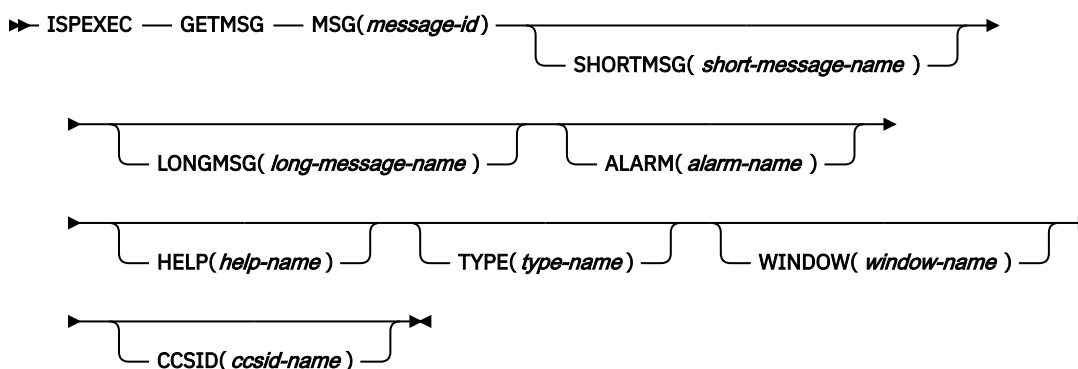 ISPEXEC GETMSG MSG(message-id)
SHORTMSG( short-message-name )
LONGMSG( long-message-name ) ALARM( alarm-name )
HELP( help-name ) TYPE( type-name ) WINDOW( window-name )
CCSID( ccsid-name )